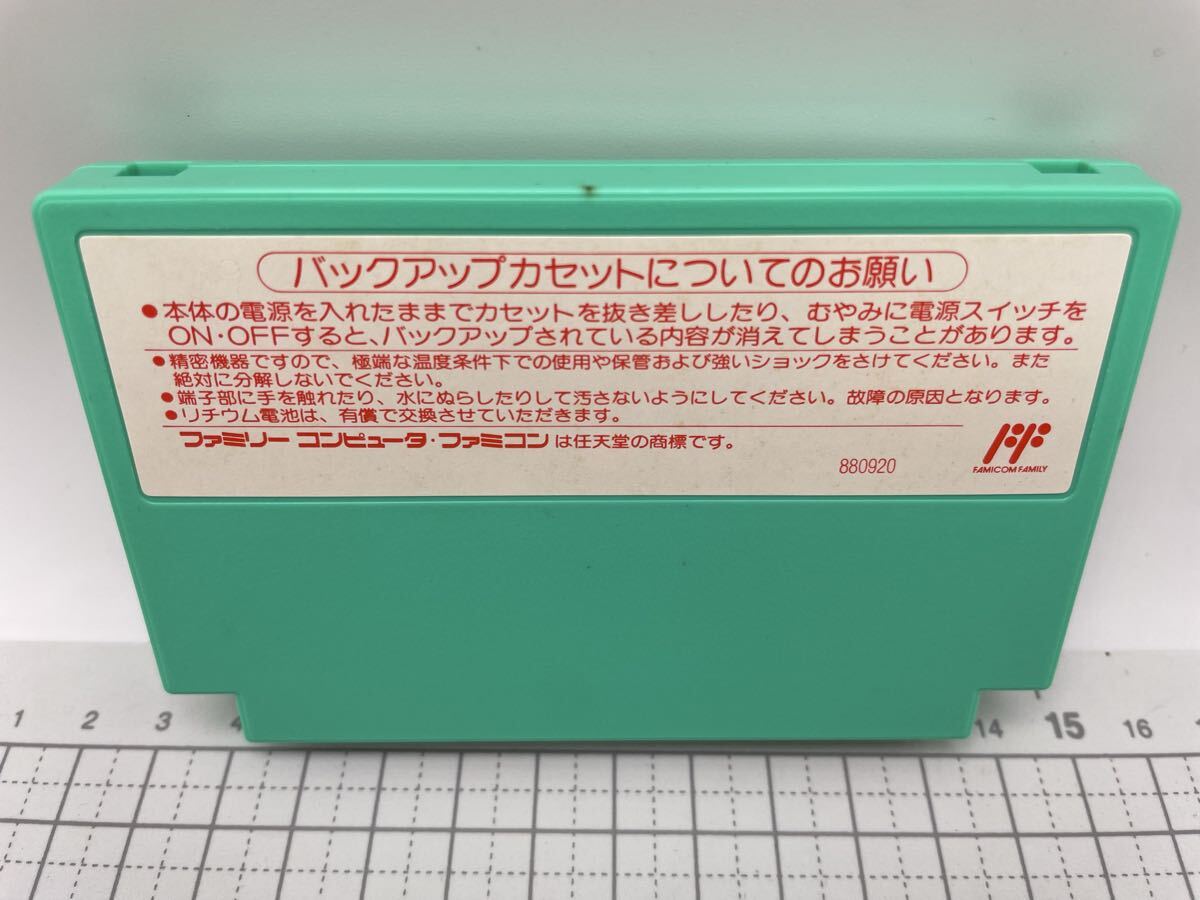 バックアップカセットについてのお願い
●本体の電源を入れたままでカセットを抜き差ししたり、むやみに電源スイッチを
ON・OFFすると、バックアップされている内容が消えてしまうことがあります。
●精密機器ですので、極端な温度条件下での使用や保管および強いショックをさけてください。また
絶対に分解しないでください。
●端子部に手を触れたり、水にぬらしたりして汚さないようにしてください。故障の原因となります。
●リチウム電池は、有償で交換させていただきます。
ファミリーコンピュータ・ファミコンは任天堂の商標です。
880920
FAMICOM FAMILY
1 2 3 4 14 15 16 17